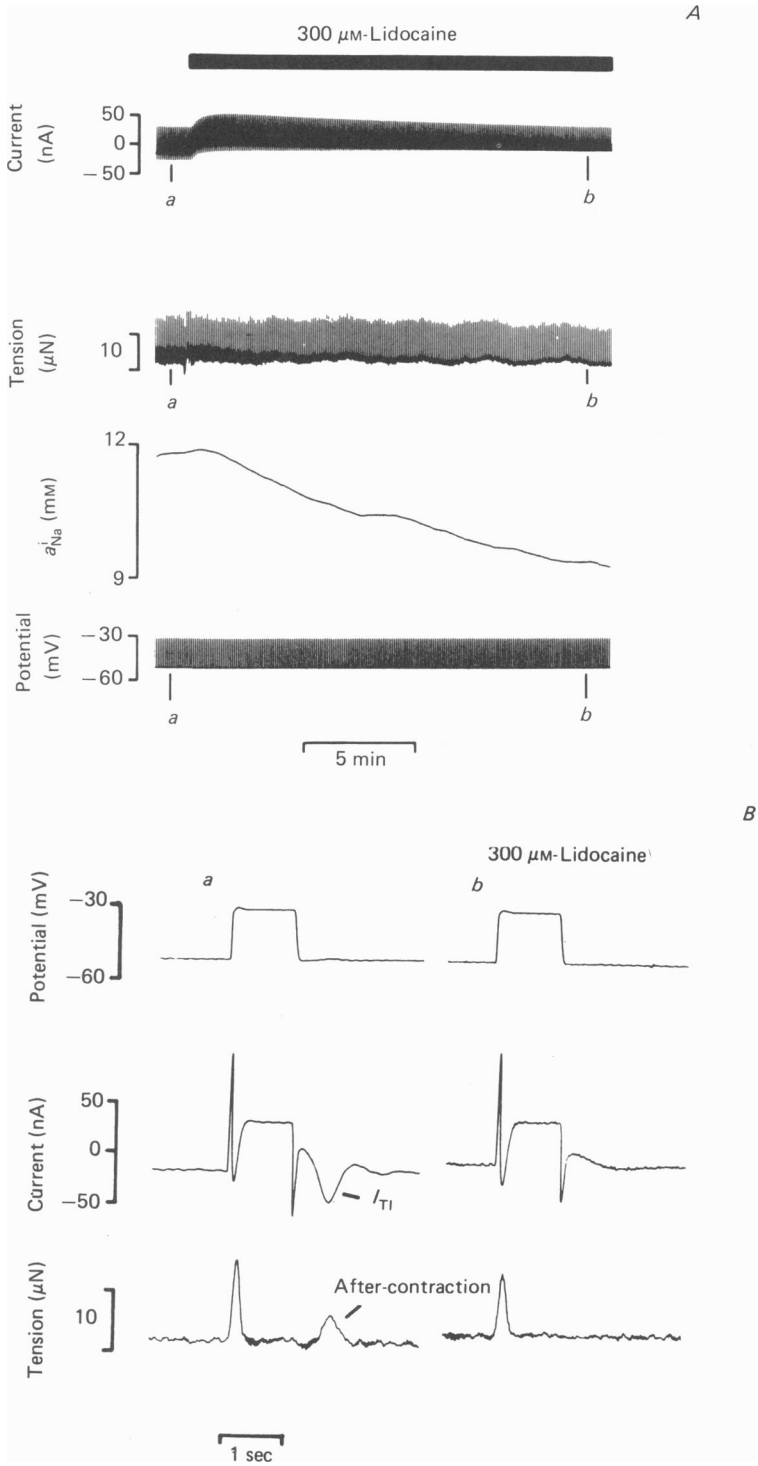 A
300 μM-Lidocaine
Current
(nA)
50
0
−50
a
b
Tension
(μN)
10
a
b
a^i_Na (mM)
12
9
Potential
(mV)
−30
−60
a
b
5 min
B
300 μM-Lidocaine
a
b
Potential (mV)
−30
−60
Current (nA)
50
0
−50
I_TI
Tension (μN)
10
After-contraction
1 sec